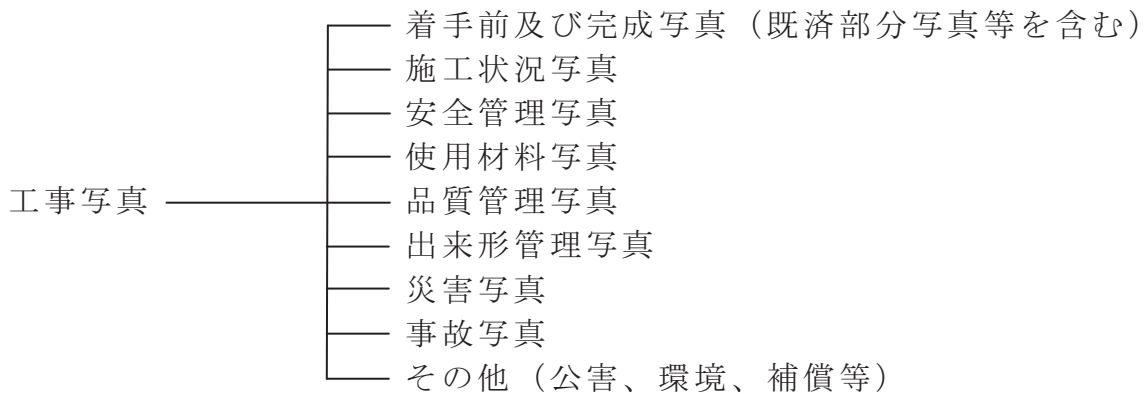 工事写真
着手前及び完成写真（既済部分写真等を含む）
施工状況写真
安全管理写真
使用材料写真
品質管理写真
出来形管理写真
災害写真
事故写真
その他（公害、環境、補償等）